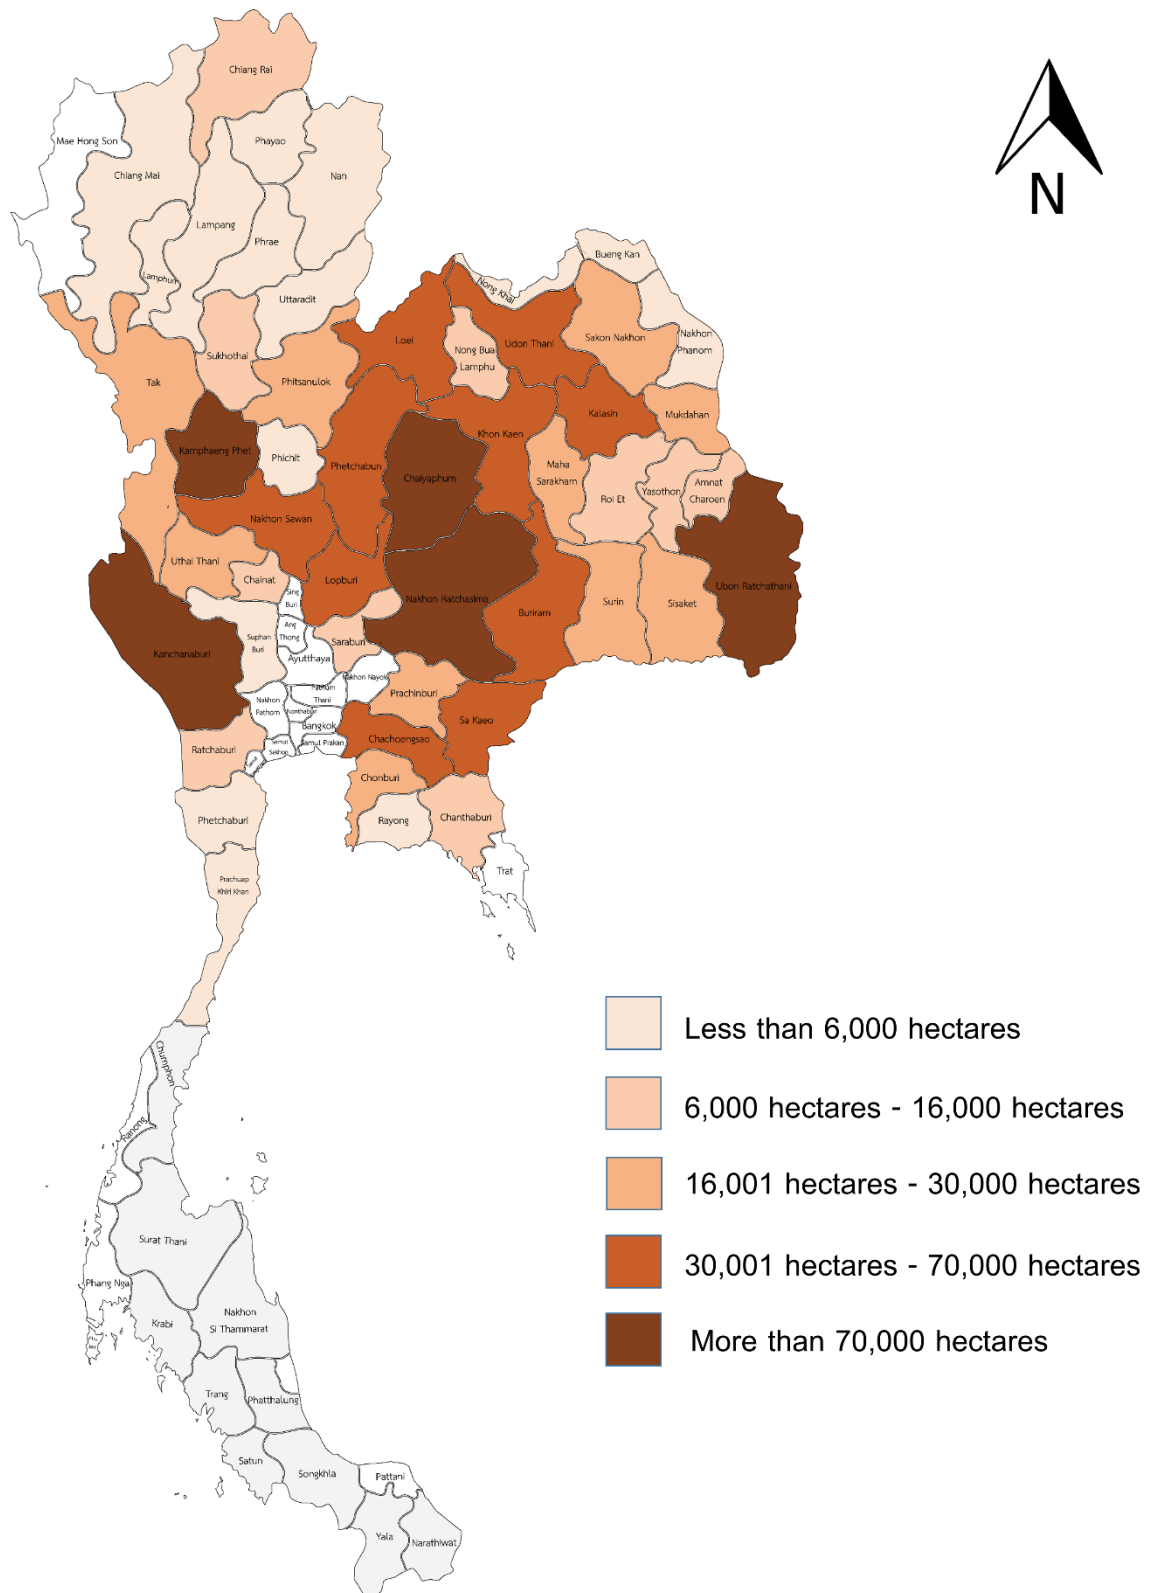 Chiang Rai
N
Mae Hong Son
Phayao
Chiang Mai
Nan
Lampang
Phrae
Lamphun
Uttaradit
Bueng Kan
Nong Khai
Nakhon
Phanom
Sukhothai
Loei
Nong Bua
Lamphu
Udon Thani
Sakon Nakhon
Tak
Phitsanulok
Kalasin
Mukdahan
Kamphaeng Phet
Phichit
Phetchabun
Khon Kaen
Chaiyaphum
Maha
Sarakham
Roi Et
Yasothon
Amnat
Charoen
Nakhon Sawan
Uthai Thani
Chainat
Sing
Buri
Lopburi
Nakhon Ratchasima
Buriram
Surin
Sisaket
Ubon Ratchathani
Ang
Thong
Suphan
Buri
Saraburi
Kanchanaburi
Ayutthaya
Nakhon Nayok
Pathum
Thani
Prachinburi
Nakhon
Pathom
Nonthaburi
Bangkok
Sa Kaeo
Samut
Sakhon
Samut Prakan
Chachoengsao
Ratchaburi
Chonburi
Phetchaburi
Rayong
Chanthaburi
Trat
Prachuap
Khiri Khan
Less than 6,000 hectares
6,000 hectares - 16,000 hectares
16,001 hectares - 30,000 hectares
30,001 hectares - 70,000 hectares
More than 70,000 hectares
Chumphon
Ranong
Surat Thani
Phang Nga
Krabi
Nakhon
Si Thammarat
Trang
Phatthalung
Satun
Songkhla
Pattani
Yala
Narathiwat